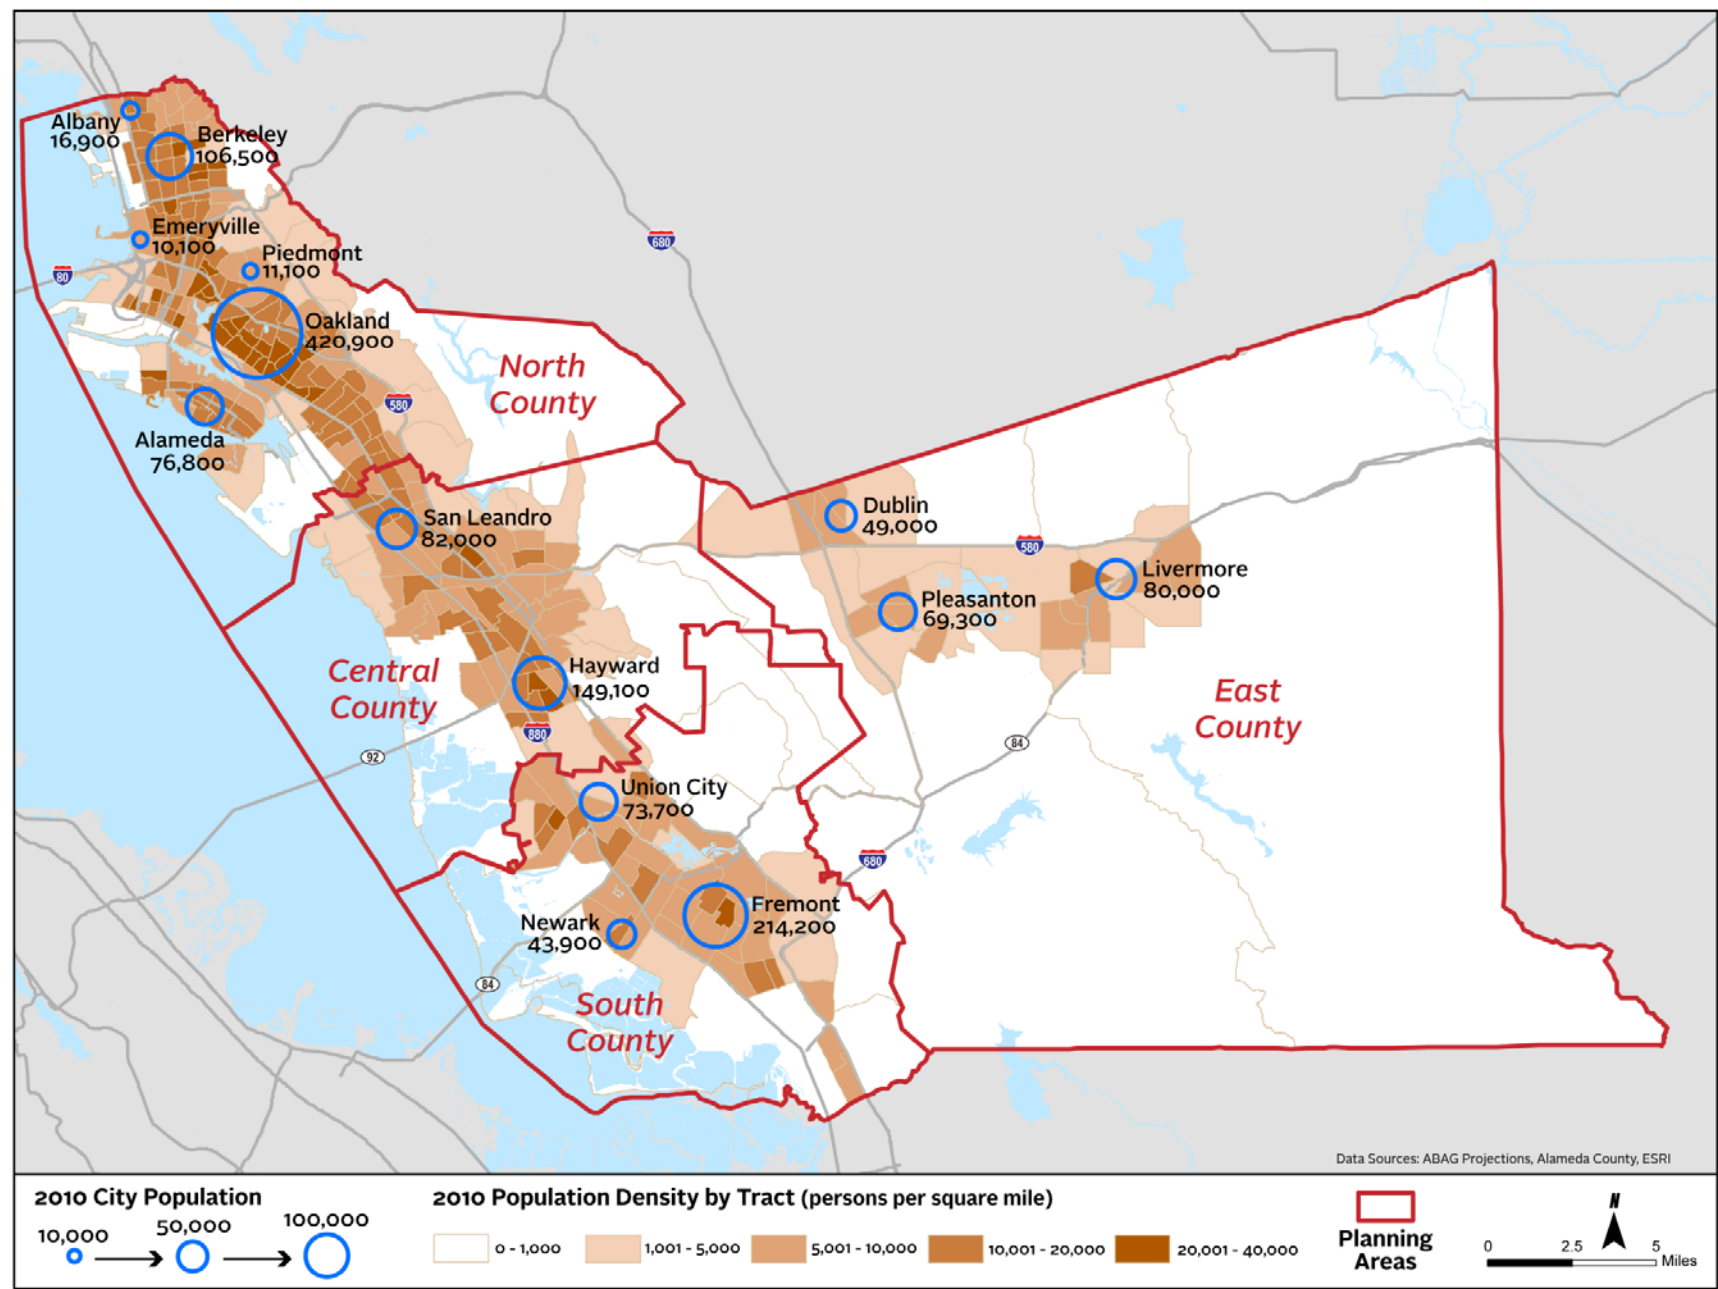 Albany
16,900
Berkeley
106,500
Emeryville
10,100
Piedmont
11,100
680
80
Oakland
420,900
North
County
580
Alameda
76,800
San Leandro
82,000
Dublin
49,000
580
Livermore
80,000
Pleasanton
69,300
Hayward
149,100
Central
County
East
County
880
92
84
Union City
73,700
680
Fremont
214,200
Newark
43,900
84
South
County
Data Sources: ABAG Projections, Alameda County, ESRI
2010 City Population
10,000
50,000
100,000
2010 Population Density by Tract (persons per square mile)
0 - 1,000
1,001 - 5,000
5,001 - 10,000
10,001 - 20,000
20,001 - 40,000
Planning
Areas
N
0 2.5 5
Miles